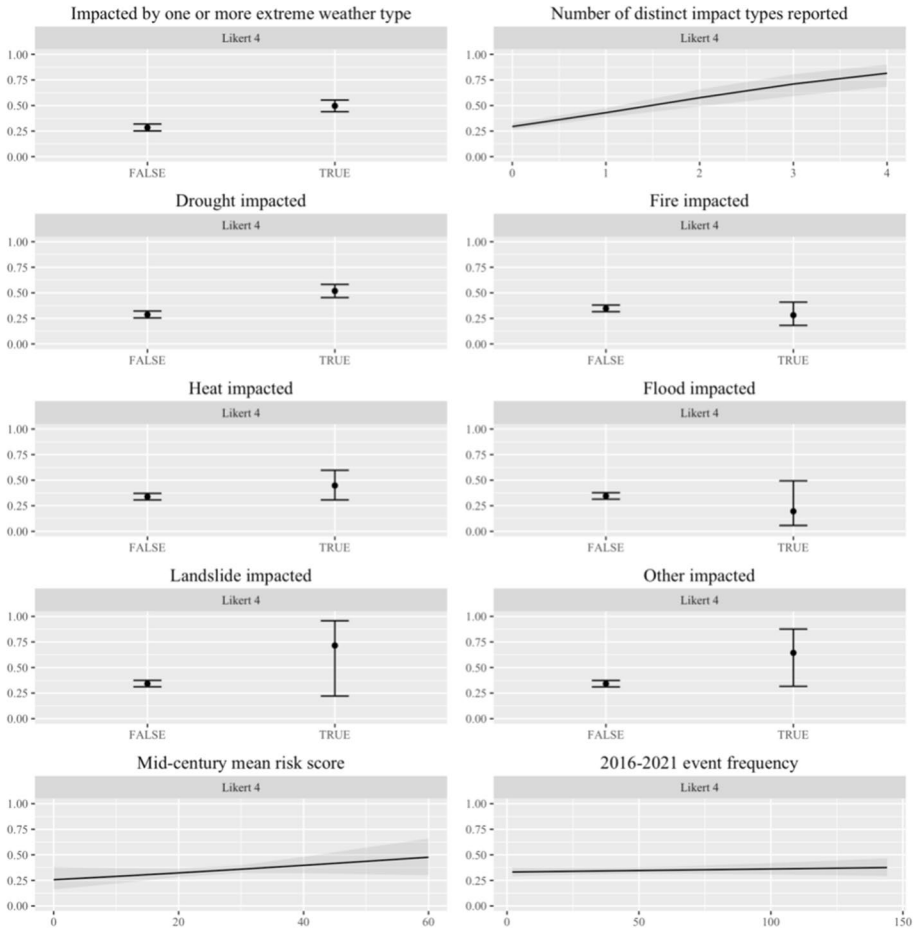 Impacted by one or more extreme weather type
Likert 4
1.00
0.75
0.50
0.25
0.00
FALSE TRUE
Number of distinct impact types reported
Likert 4
1.00
0.75
0.50
0.25
0.00
0 1 2 3 4
Drought impacted
Likert 4
1.00
0.75
0.50
0.25
0.00
FALSE TRUE
Fire impacted
Likert 4
1.00
0.75
0.50
0.25
0.00
FALSE TRUE
Heat impacted
Likert 4
1.00
0.75
0.50
0.25
0.00
FALSE TRUE
Flood impacted
Likert 4
1.00
0.75
0.50
0.25
0.00
FALSE TRUE
Landslide impacted
Likert 4
1.00
0.75
0.50
0.25
0.00
FALSE TRUE
Other impacted
Likert 4
1.00
0.75
0.50
0.25
0.00
FALSE TRUE
Mid-century mean risk score
Likert 4
1.00
0.75
0.50
0.25
0.00
0 20 40 60
2016-2021 event frequency
Likert 4
1.00
0.75
0.50
0.25
0.00
0 50 100 150